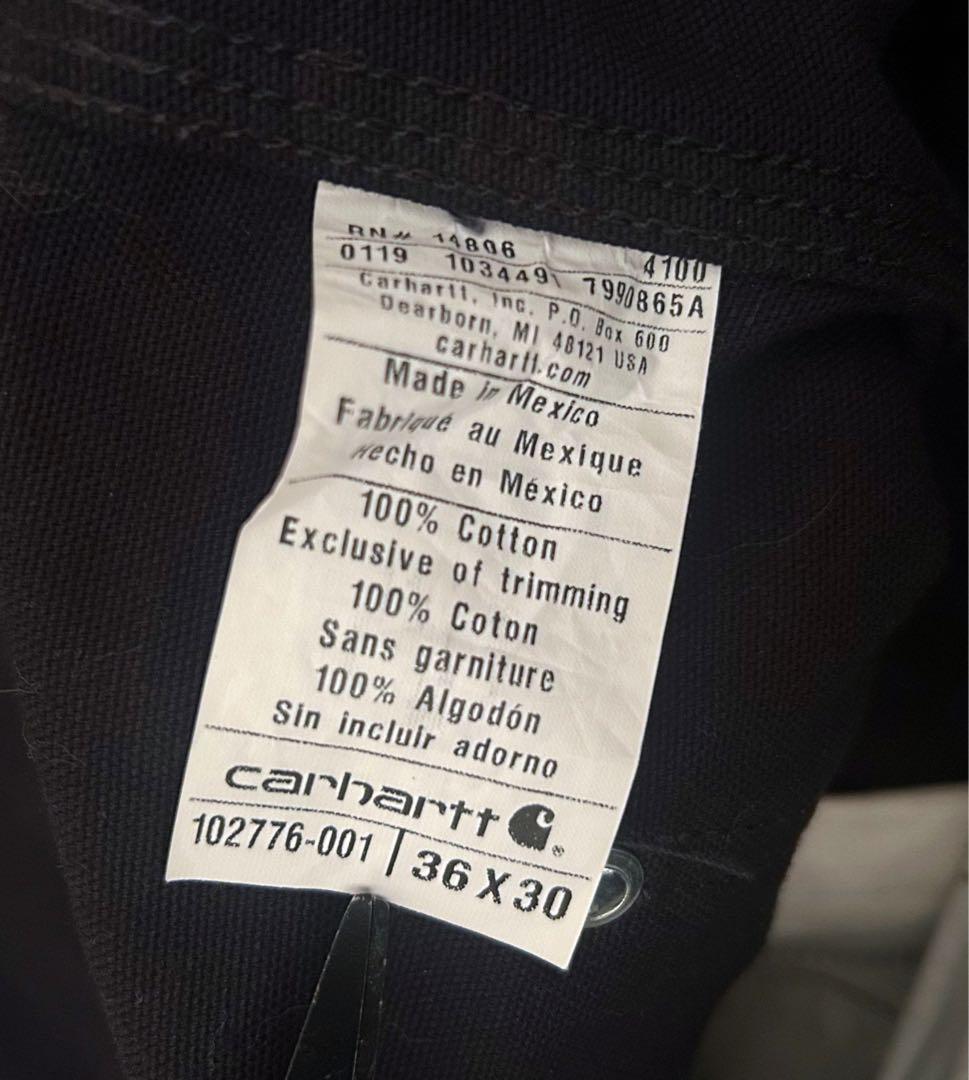 RN# 14806 4100
0119 103449\ 7990865A
Carhartt, Inc. P.O. Box 600
Dearborn, MI 48121 USA
carhartt.com
Made in Mexico
Fabriqué au Mexique
Hecho en México
100% Cotton
Exclusive of trimming
100% Coton
Sans garniture
100% Algodón
Sin incluir adorno
carhartt ®
102776-001 | 36 X 30